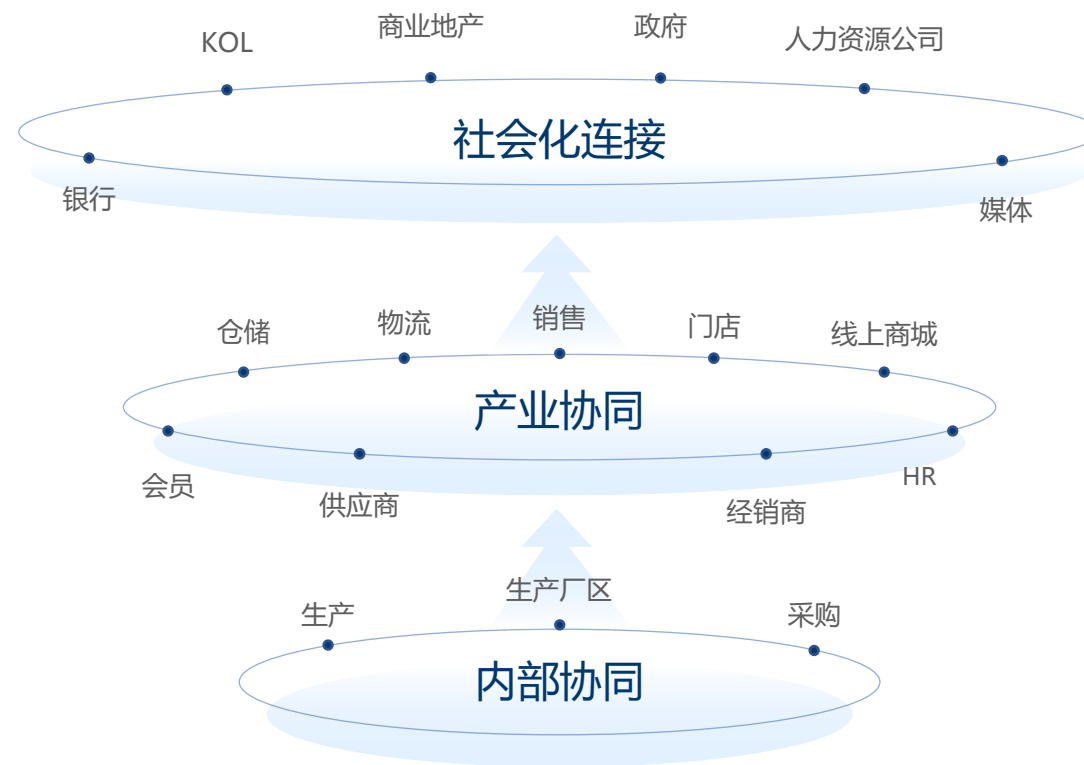 KOL
商业地产
政府
人力资源公司
社会化连接
银行
媒体
仓储
物流
销售
门店
线上商城
产业协同
会员
供应商
经销商
HR
生产
生产厂区
采购
内部协同